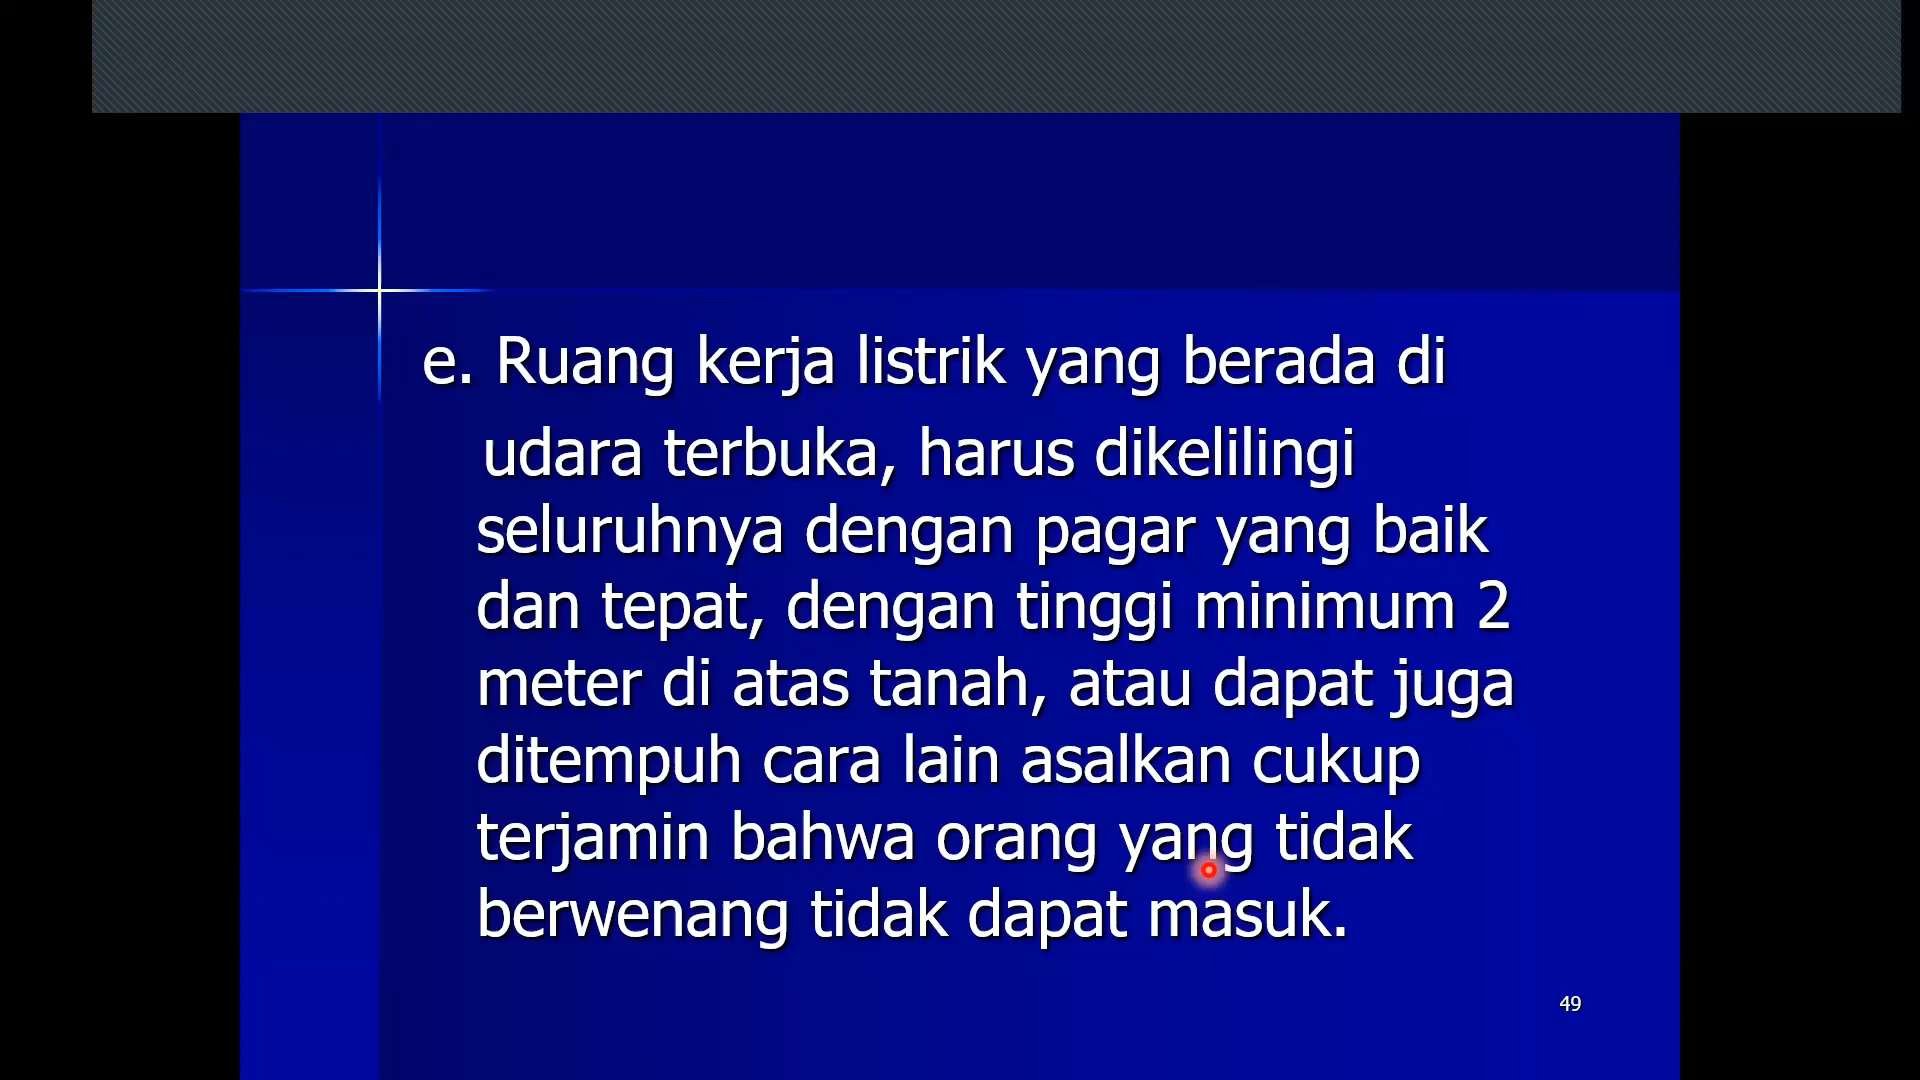 e. Ruang kerja listrik yang berada di
udara terbuka, harus dikelilingi
seluruhnya dengan pagar yang baik
dan tepat, dengan tinggi minimum 2
meter di atas tanah, atau dapat juga
ditempuh cara lain asalkan cukup
terjamin bahwa orang yang tidak
berwenang tidak dapat masuk.
49